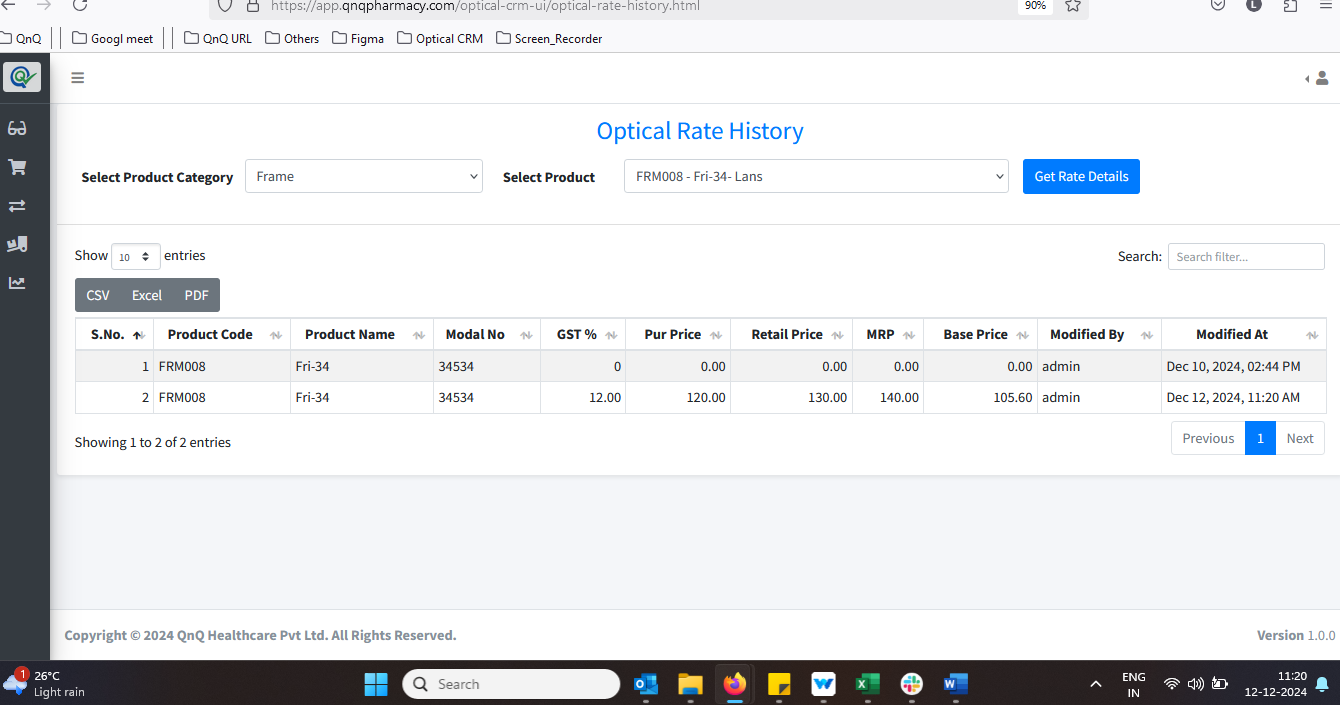 https://app.qnqpharmacy.com/optical-crm-ui/optical-rate-history.html 90% L
QnQ Googl meet QnQ URL Others Figma Optical CRM Screen_Recorder
Optical Rate History
Select Product Category Frame Select Product FRM008 - Fri-34- Lans Get Rate Details
Show 10 entries Search: Search filter...
CSV Excel PDF
S.No. Product Code Product Name Modal No GST % Pur Price Retail Price MRP Base Price Modified By Modified At
1 FRM008 Fri-34 34534 0 0.00 0.00 0.00 0.00 admin Dec 10, 2024, 02:44 PM
2 FRM008 Fri-34 34534 12.00 120.00 130.00 140.00 105.60 admin Dec 12, 2024, 11:20 AM
Showing 1 to 2 of 2 entries Previous 1 Next
Copyright © 2024 QnQ Healthcare Pvt Ltd. All Rights Reserved. Version 1.0.0
1 26°C Search ENG 11:20
Light rain IN 12-12-2024